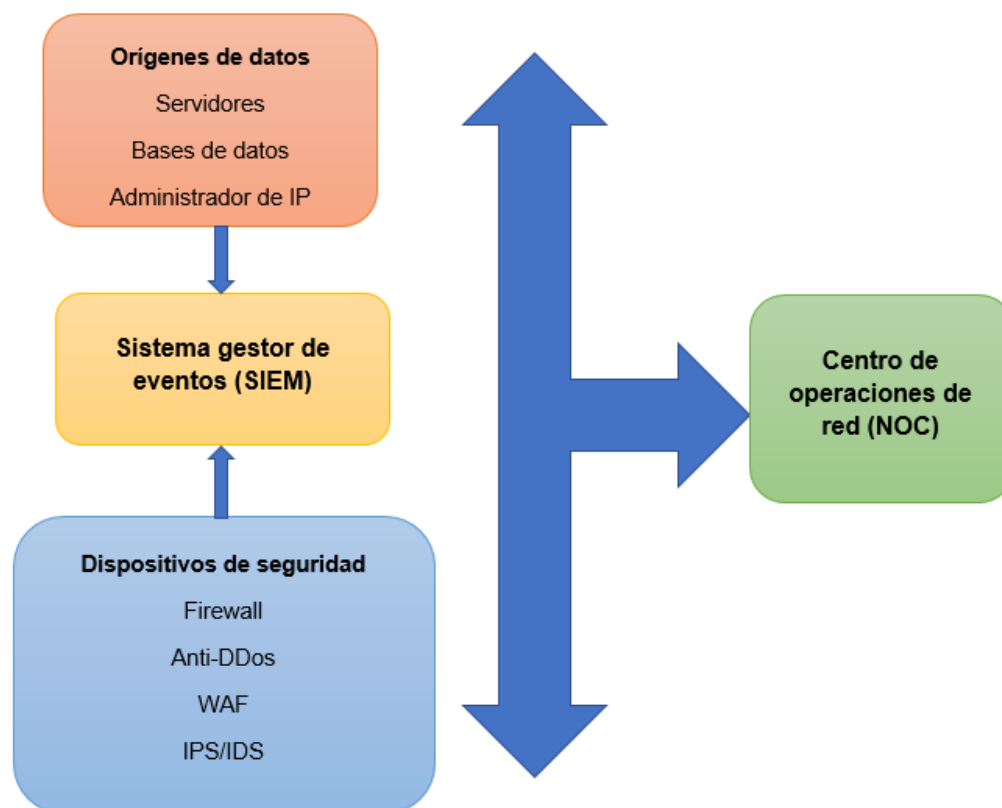 Orígenes de datos
Servidores
Bases de datos
Administrador de IP
Sistema gestor de
eventos (SIEM)
Dispositivos de seguridad
Firewall
Anti-DDos
WAF
IPS/IDS
Centro de
operaciones de
red (NOC)